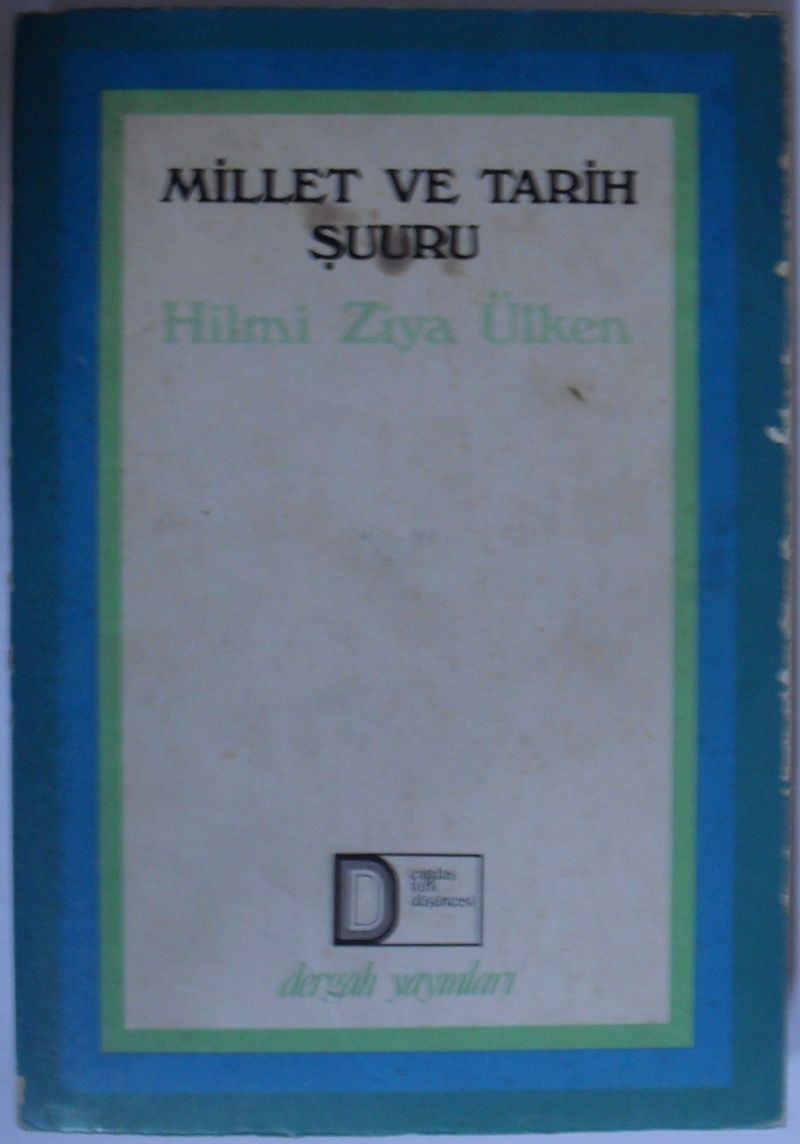 MİLLET VE TARİH
ŞUURU
Hilmi Ziya Ülken
D
çağdaş
türk
düşüncesi
dergah yayınları